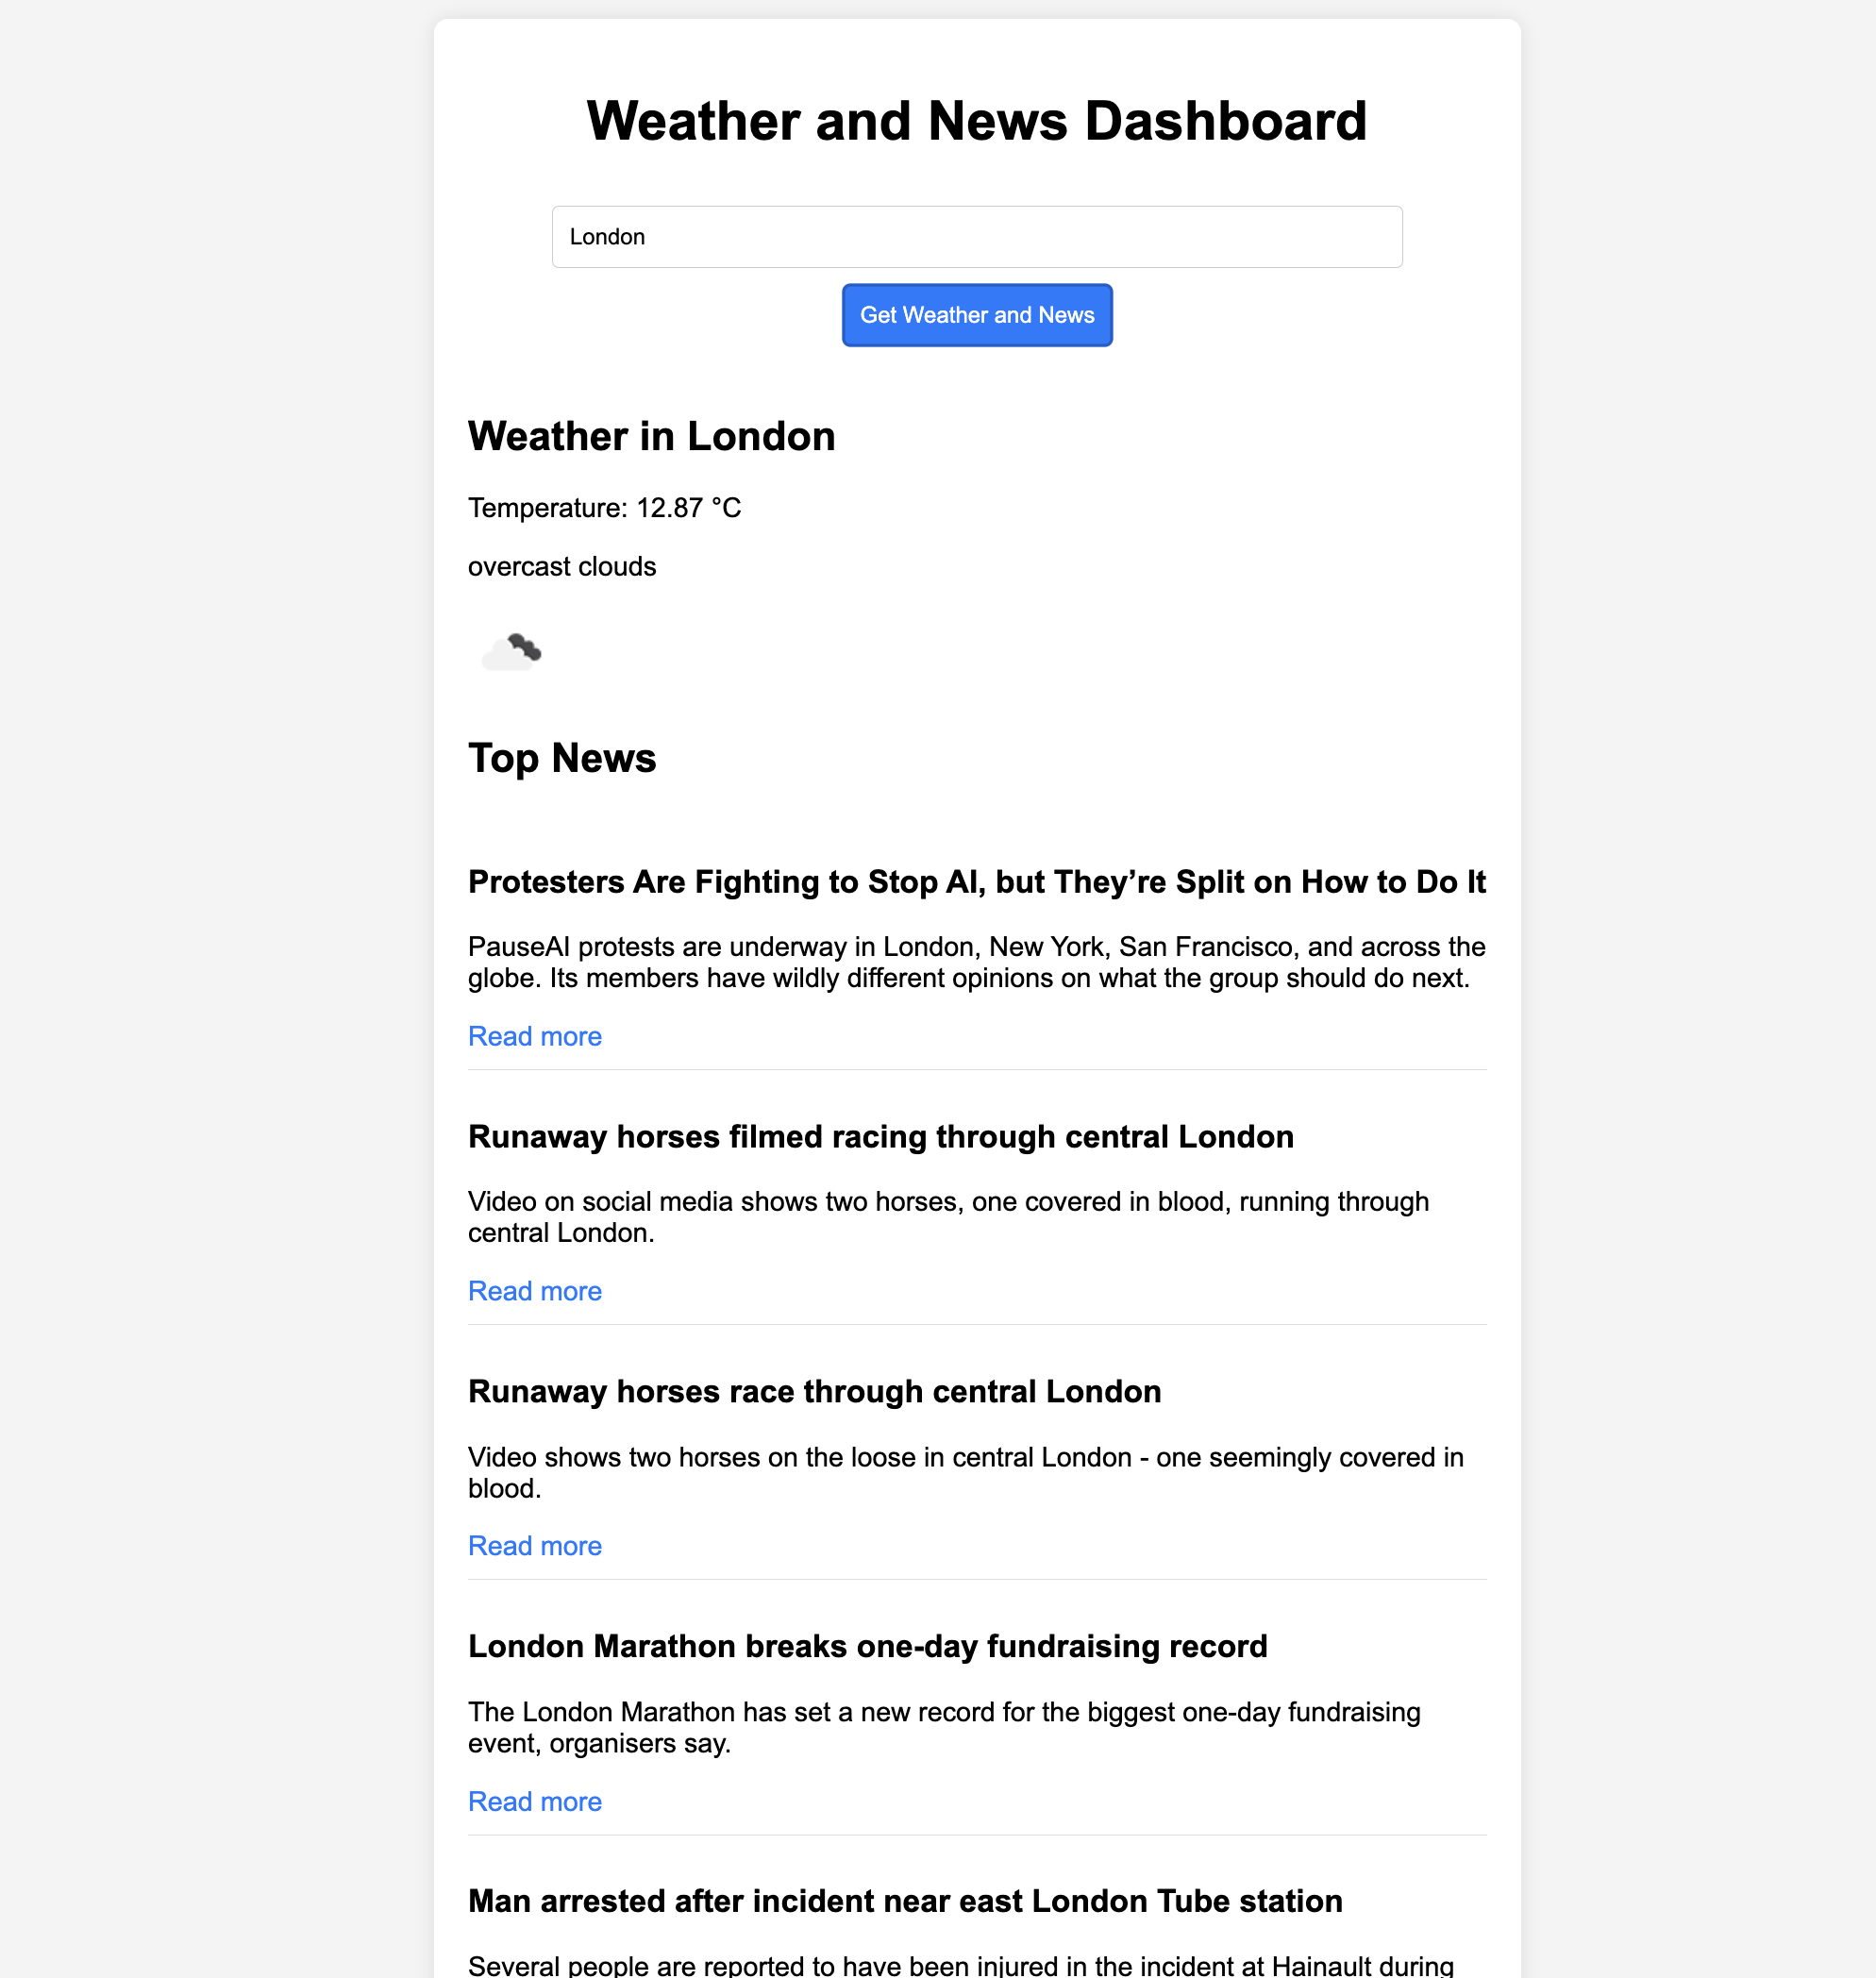 Weather and News Dashboard
London
Get Weather and News
Weather in London
Temperature: 12.87 °C
overcast clouds
Top News
Protesters Are Fighting to Stop AI, but They’re Split on How to Do It
PauseAI protests are underway in London, New York, San Francisco, and across the
globe. Its members have wildly different opinions on what the group should do next.
Read more
Runaway horses filmed racing through central London
Video on social media shows two horses, one covered in blood, running through
central London.
Read more
Runaway horses race through central London
Video shows two horses on the loose in central London - one seemingly covered in
blood.
Read more
London Marathon breaks one-day fundraising record
The London Marathon has set a new record for the biggest one-day fundraising
event, organisers say.
Read more
Man arrested after incident near east London Tube station
Several people are reported to have been injured in the incident at Hainault during